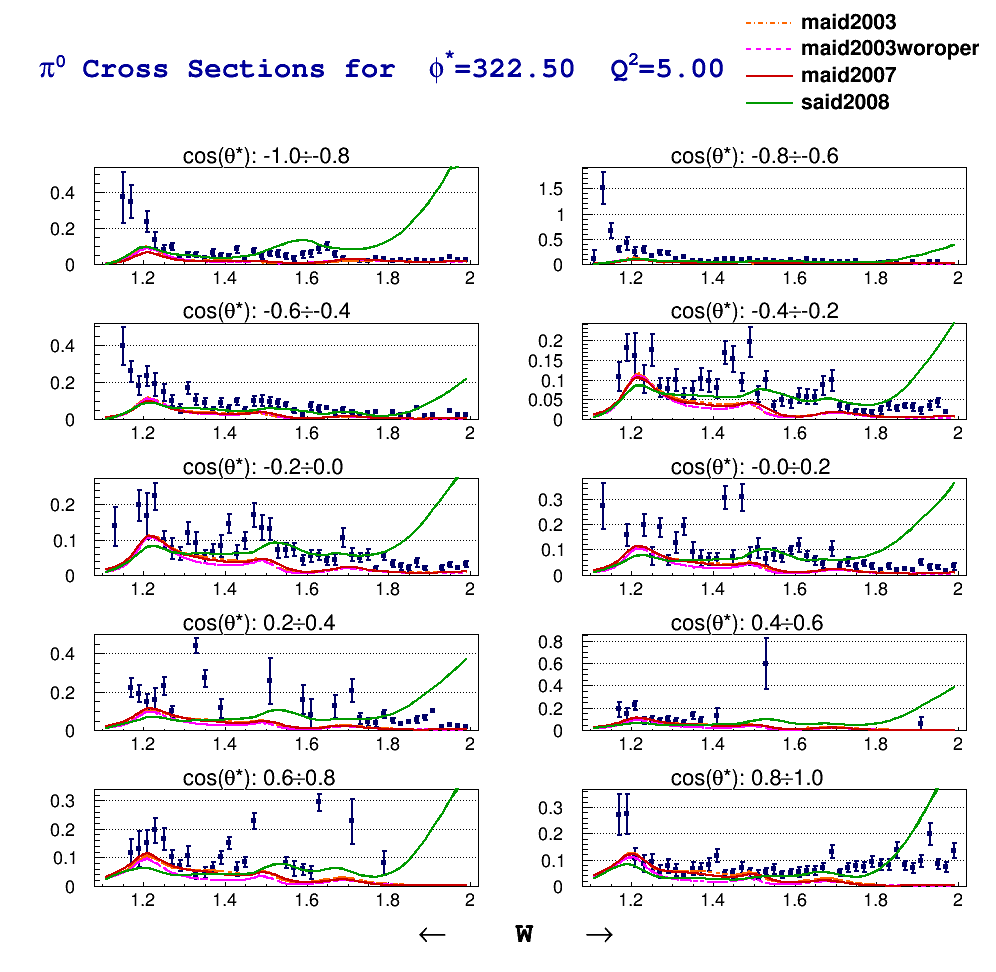 maid2003
maid2003woroper
maid2007
said2008
π⁰ Cross Sections for ϕ*=322.50 Q²=5.00
cos(θ*): -1.0÷-0.8
0.4
0.2
0
1.2 1.4 1.6 1.8 2
cos(θ*): -0.8÷-0.6
1.5
1
0.5
0
1.2 1.4 1.6 1.8 2
cos(θ*): -0.6÷-0.4
0.4
0.2
0
1.2 1.4 1.6 1.8 2
cos(θ*): -0.4÷-0.2
0.2
0.15
0.1
0.05
0
1.2 1.4 1.6 1.8 2
cos(θ*): -0.2÷0.0
0.2
0.1
0
1.2 1.4 1.6 1.8 2
cos(θ*): -0.0÷0.2
0.3
0.2
0.1
0
1.2 1.4 1.6 1.8 2
cos(θ*): 0.2÷0.4
0.4
0.2
0
1.2 1.4 1.6 1.8 2
cos(θ*): 0.4÷0.6
0.8
0.6
0.4
0.2
0
1.2 1.4 1.6 1.8 2
cos(θ*): 0.6÷0.8
0.3
0.2
0.1
0
1.2 1.4 1.6 1.8 2
cos(θ*): 0.8÷1.0
0.3
0.2
0.1
0
1.2 1.4 1.6 1.8 2
← W →